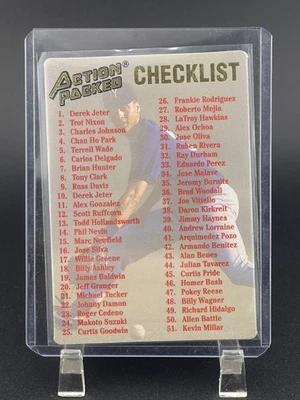 ACTION PACKED®
CHECKLIST
1. Derek Jeter
2. Trot Nixon
3. Charles Johnson
4. Chan Ho Park
5. Terrell Wade
6. Carlos Delgado
7. Brian Hunter
8. Tony Clark
9. Russ Davis
10. Derek Jeter
11. Alex Gonzalez
12. Scott Ruffcorn
13. Todd Hollandsworth
14. Phil Nevin
15. Marc Newfield
16. Jose Silva
17. Willie Greene
18. Billy Ashley
19. James Baldwin
20. Jeff Granger
21. Michael Tucker
22. Johnny Damon
23. Roger Cedeno
24. Makoto Suzuki
25. Curtis Goodwin
26. Frankie Rodriguez
27. Roberto Mejia
28. LaTroy Hawkins
29. Alex Ochoa
30. Jose Oliva
31. Ruben Rivera
32. Ray Durham
33. Eduardo Perez
34. Jose Malave
35. Jeromy Burnitz
36. Brad Woodall
37. Joe Vitiello
38. Daron Kirkreit
39. Jimmy Haynes
40. Andrew Lorraine
41. Arquimedez Pozo
42. Armando Benitez
43. Alan Benes
44. Julian Tavarez
45. Curtis Pride
46. Homer Bush
47. Pokey Reese
48. Billy Wagner
49. Richard Hidalgo
50. Allen Battle
51. Kevin Millar